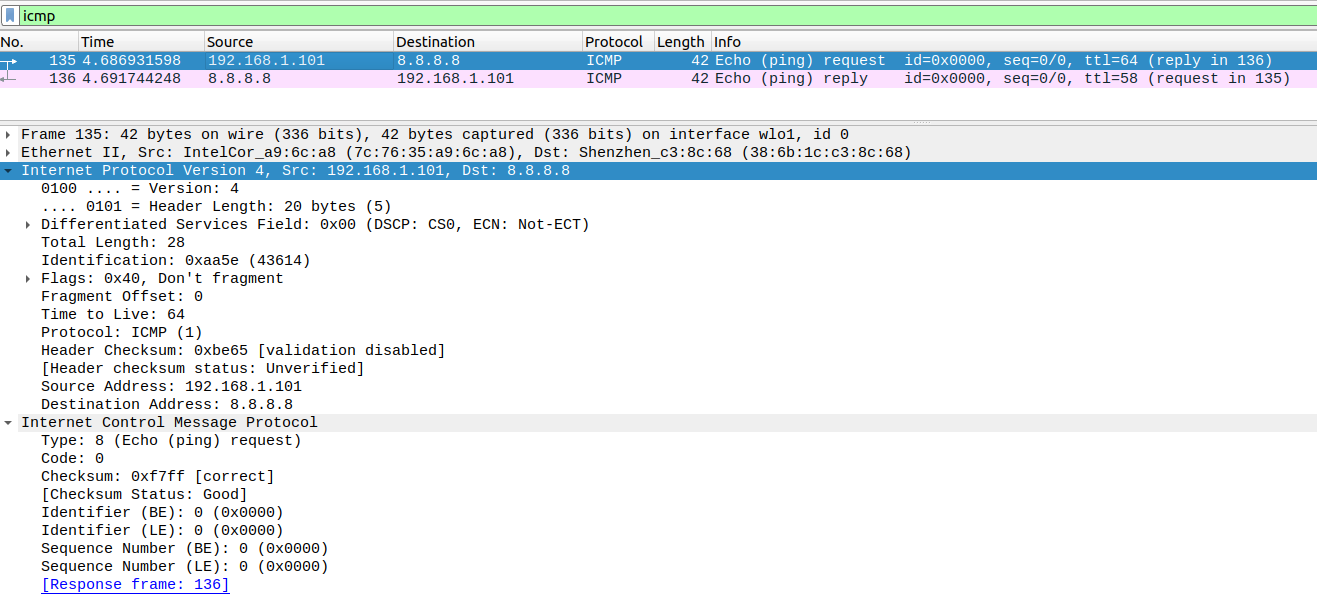 icmp
No. Time Source Destination Protocol Length Info
135 4.686931598 192.168.1.101 8.8.8.8 ICMP 42 Echo (ping) request id=0x0000, seq=0/0, ttl=64 (reply in 136)
136 4.691744248 8.8.8.8 192.168.1.101 ICMP 42 Echo (ping) reply id=0x0000, seq=0/0, ttl=58 (request in 135)
Frame 135: 42 bytes on wire (336 bits), 42 bytes captured (336 bits) on interface wlo1, id 0
Ethernet II, Src: IntelCor_a9:6c:a8 (7c:76:35:a9:6c:a8), Dst: Shenzhen_c3:8c:68 (38:6b:1c:c3:8c:68)
Internet Protocol Version 4, Src: 192.168.1.101, Dst: 8.8.8.8
0100 .... = Version: 4
.... 0101 = Header Length: 20 bytes (5)
Differentiated Services Field: 0x00 (DSCP: CS0, ECN: Not-ECT)
Total Length: 28
Identification: 0xaa5e (43614)
Flags: 0x40, Don't fragment
Fragment Offset: 0
Time to Live: 64
Protocol: ICMP (1)
Header Checksum: 0xbe65 [validation disabled]
[Header checksum status: Unverified]
Source Address: 192.168.1.101
Destination Address: 8.8.8.8
Internet Control Message Protocol
Type: 8 (Echo (ping) request)
Code: 0
Checksum: 0xf7ff [correct]
[Checksum Status: Good]
Identifier (BE): 0 (0x0000)
Identifier (LE): 0 (0x0000)
Sequence Number (BE): 0 (0x0000)
Sequence Number (LE): 0 (0x0000)
[Response frame: 136]